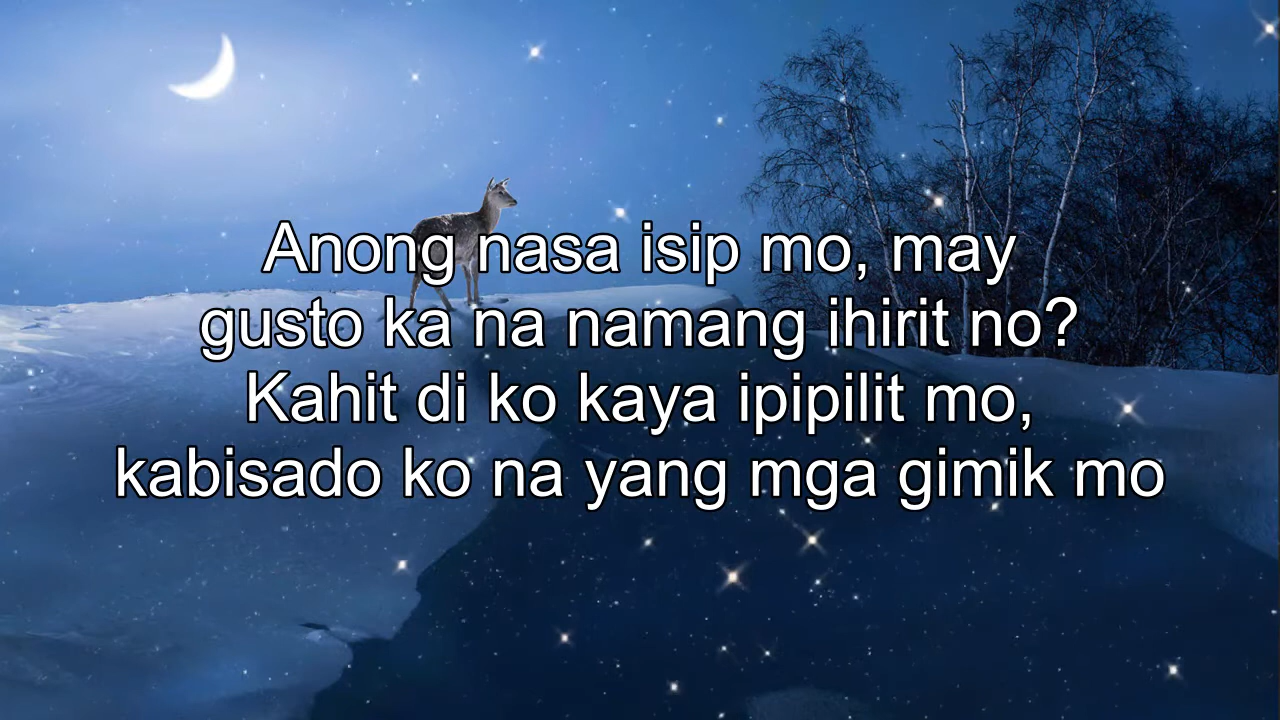 Anong nasa isip mo, may
gusto ka na namang ihirit no?
Kahit di ko kaya ipipilit mo,
kabisado ko na yang mga gimik mo